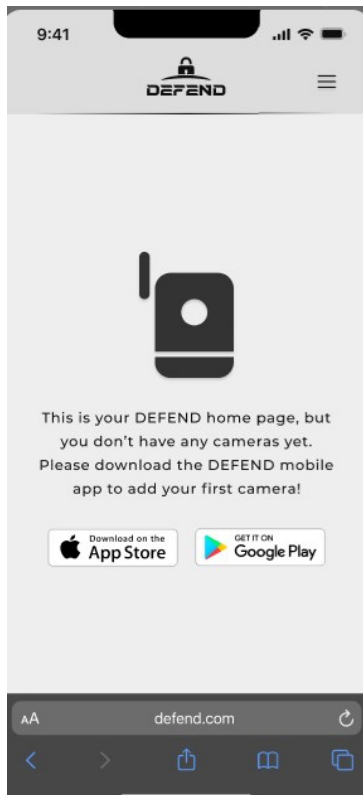 9:41
DEFEND
This is your DEFEND home page, but
you don't have any cameras yet.
Please download the DEFEND mobile
app to add your first camera!
Download on the
App Store
GET IT ON
Google Play
AA
defend.com